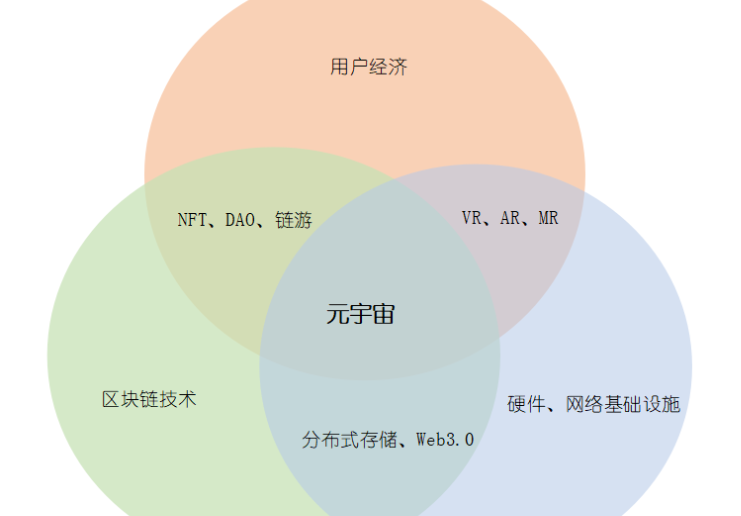 用户经济
NFT、DAO、链游
VR、AR、MR
元宇宙
区块链技术
硬件、网络基础设施
分布式存储、Web3.0